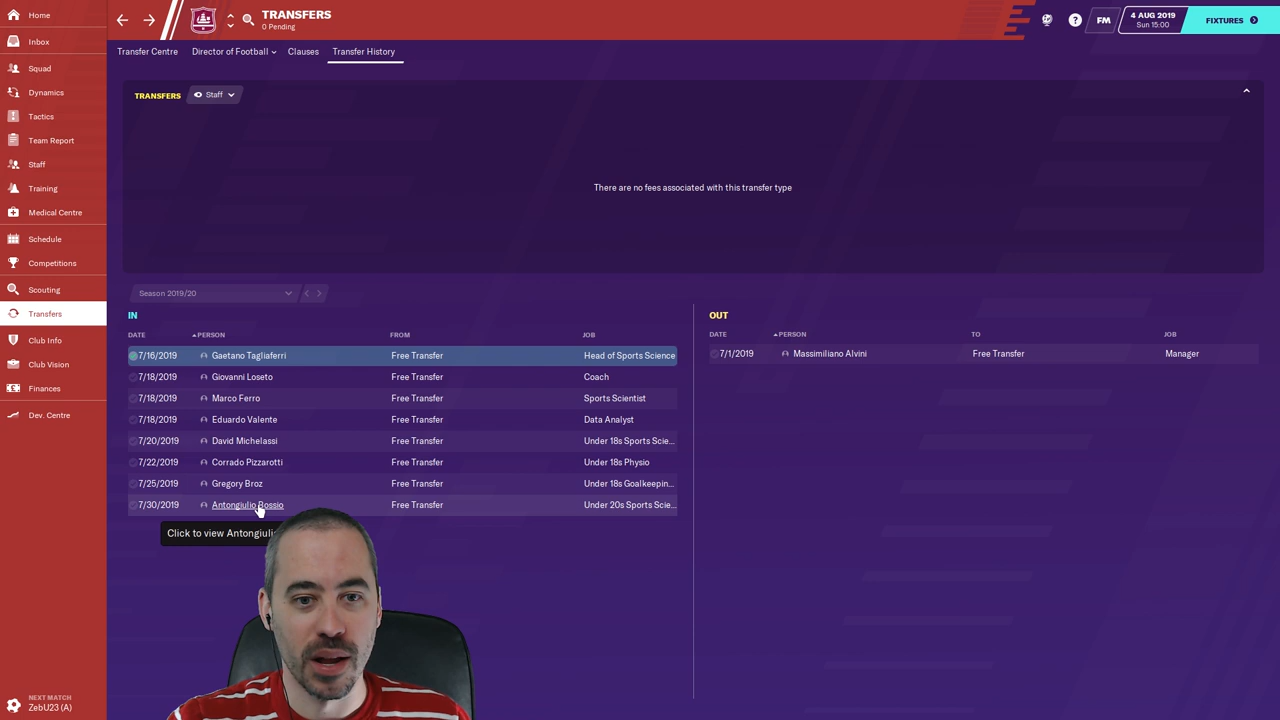 Home
Inbox
Squad
Dynamics
Tactics
Team Report
Staff
Training
Medical Centre
Schedule
Competitions
Scouting
Transfers
Club Info
Club Vision
Finances
Dev. Centre
NEXT MATCH
ZebU23 (A)
TRANSFERS
0 Pending
?
FM
4 AUG 2019
Sun 15:00
FIXTURES
Transfer Centre
Director of Football
Clauses
Transfer History
TRANSFERS
Staff
There are no fees associated with this transfer type
Season 2019/20
IN
DATE PERSON FROM JOB
7/16/2019 Gaetano Tagliaferri Free Transfer Head of Sports Science
7/18/2019 Giovanni Loseto Free Transfer Coach
7/18/2019 Marco Ferro Free Transfer Sports Scientist
7/18/2019 Eduardo Valente Free Transfer Data Analyst
7/20/2019 David Michelassi Free Transfer Under 18s Sports Scie...
7/22/2019 Corrado Pizzarotti Free Transfer Under 18s Physio
7/25/2019 Gregory Broz Free Transfer Under 18s Goalkeepin...
7/30/2019 Antongiulio Bossio Free Transfer Under 20s Sports Scie...
Click to view Antongiuli
OUT
DATE PERSON TO JOB
7/1/2019 Massimiliano Alvini Free Transfer Manager